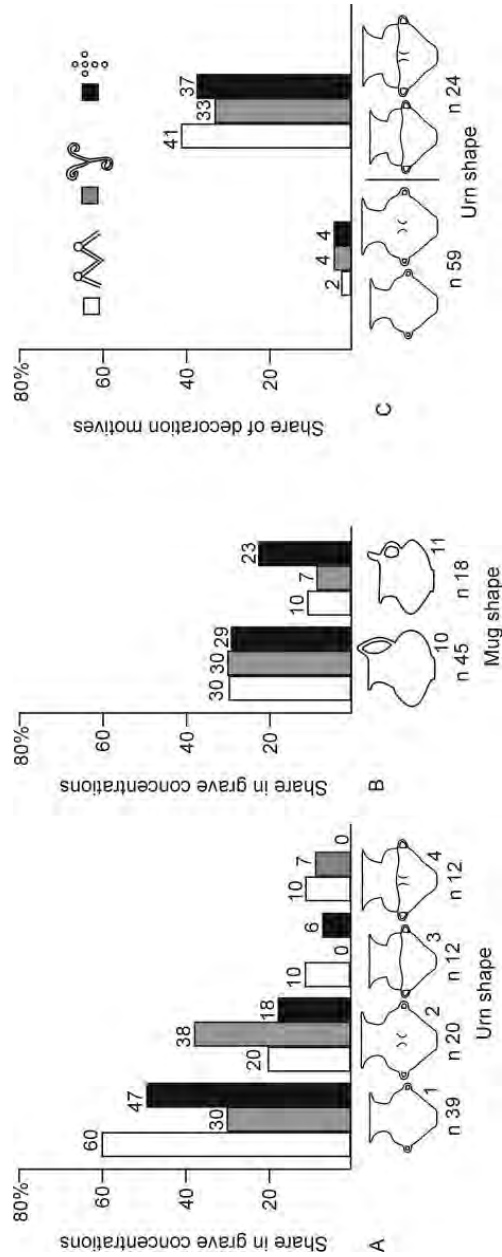 80%
60
40
20
Share in grave concentrations
60
30
47
20
38
18
10
0
6
10
7
0
1
2
3
4
n 39
n 20
n 12
n 12
Urn shape
A
80%
60
40
20
Share in grave concentrations
30
30
29
10
7
23
10
11
n 45
n 18
Mug shape
B
80%
60
40
20
Share of decoration motives
2
4
4
41
33
37
n 59
n 24
Urn shape
C